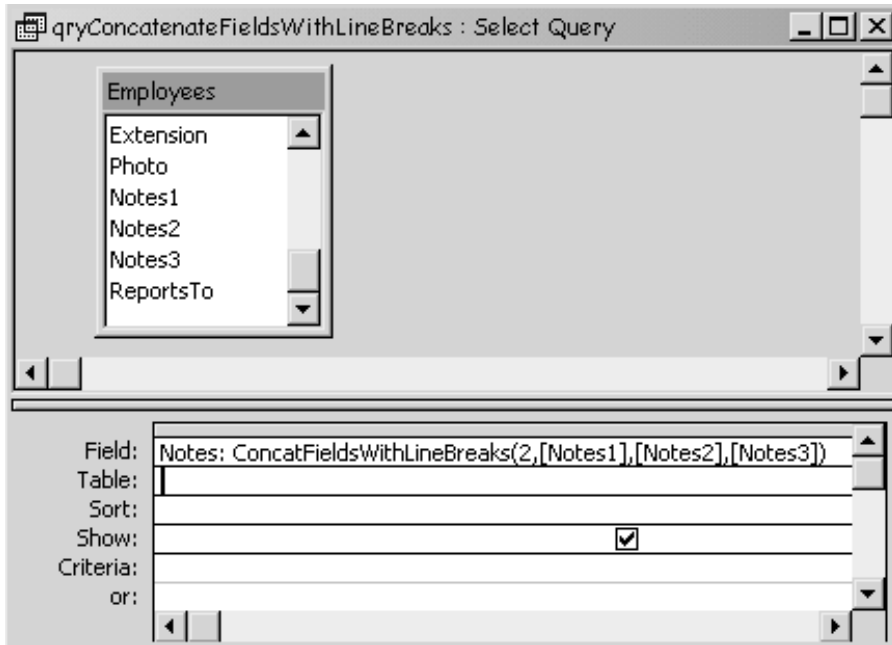 qryConcatenateFieldsWithLineBreaks : Select Query
Employees
Extension
Photo
Notes1
Notes2
Notes3
ReportsTo
Field: Notes: ConcatFieldsWithLineBreaks(2,[Notes1],[Notes2],[Notes3])
Table:
Sort:
Show:
Criteria:
or: